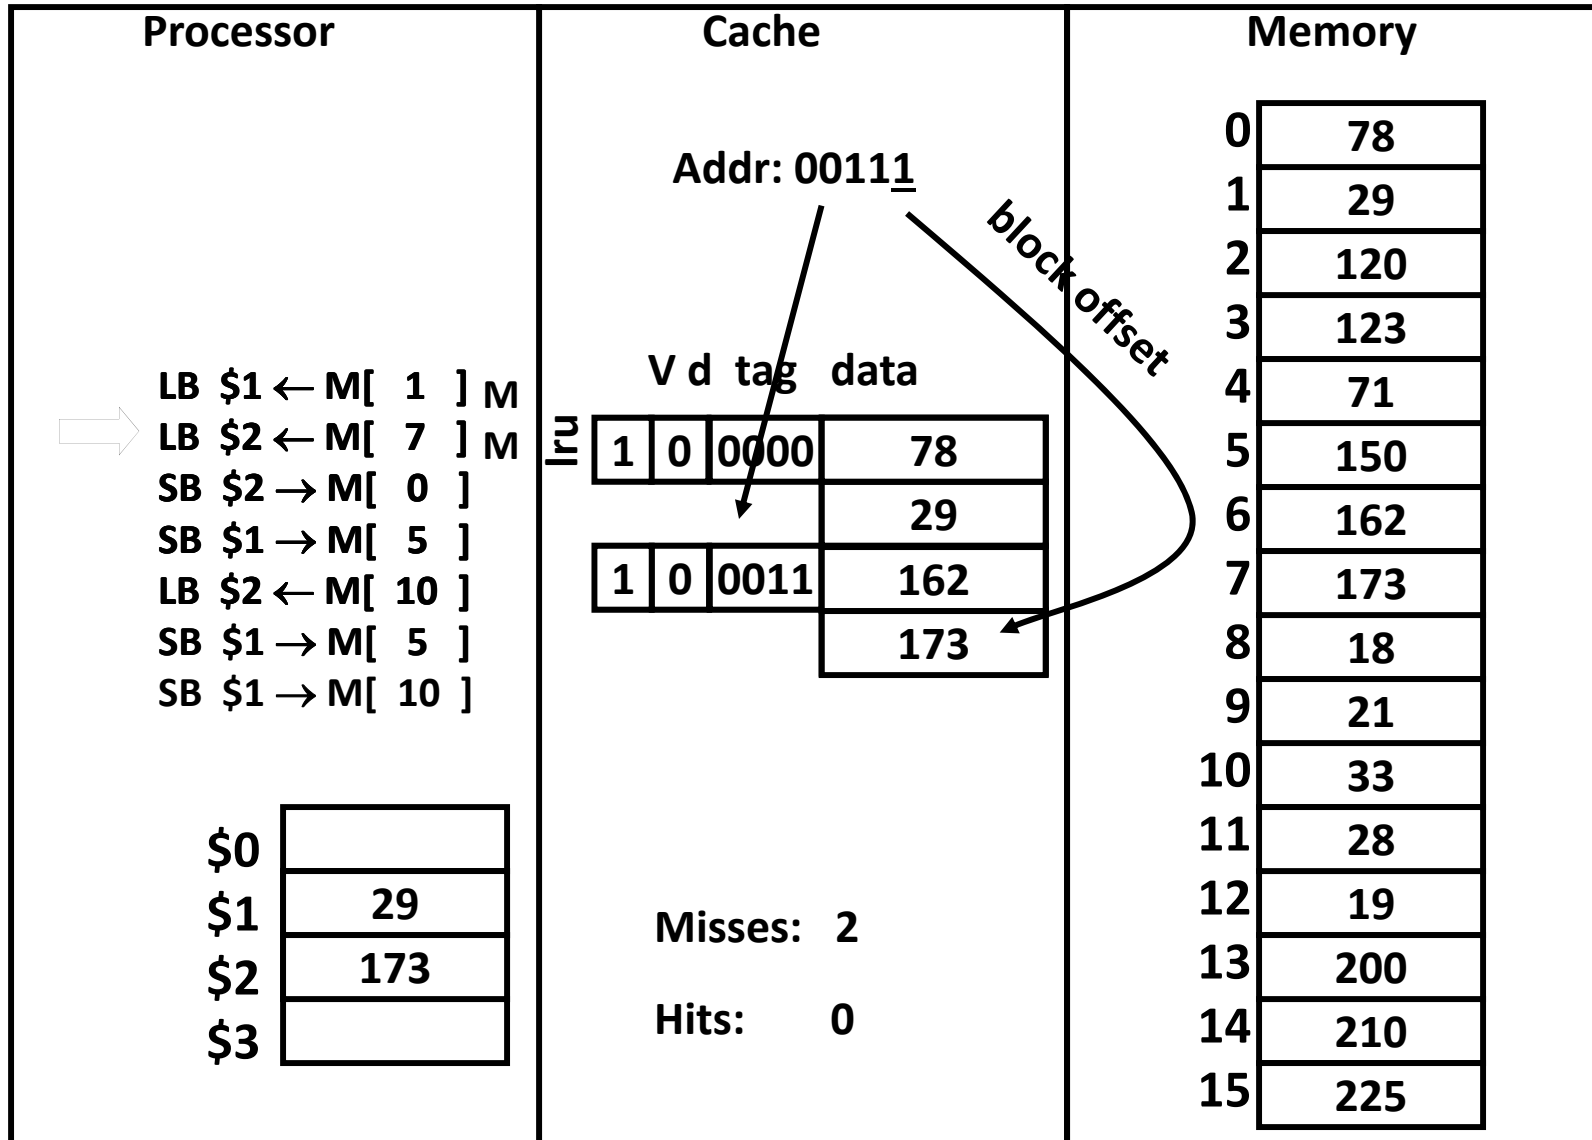 Processor
LB $1 ← M[ 1 ] M
LB $2 ← M[ 7 ] M
SB $2 → M[ 0 ]
SB $1 → M[ 5 ]
LB $2 ← M[ 10 ]
SB $1 → M[ 5 ]
SB $1 → M[ 10 ]
$0
$1 29
$2 173
$3
Cache
Addr: 00111
block offset
V d tag data
lru 1 0 0000 78
29
1 0 0011 162
173
Misses: 2
Hits: 0
Memory
0 78
1 29
2 120
3 123
4 71
5 150
6 162
7 173
8 18
9 21
10 33
11 28
12 19
13 200
14 210
15 225